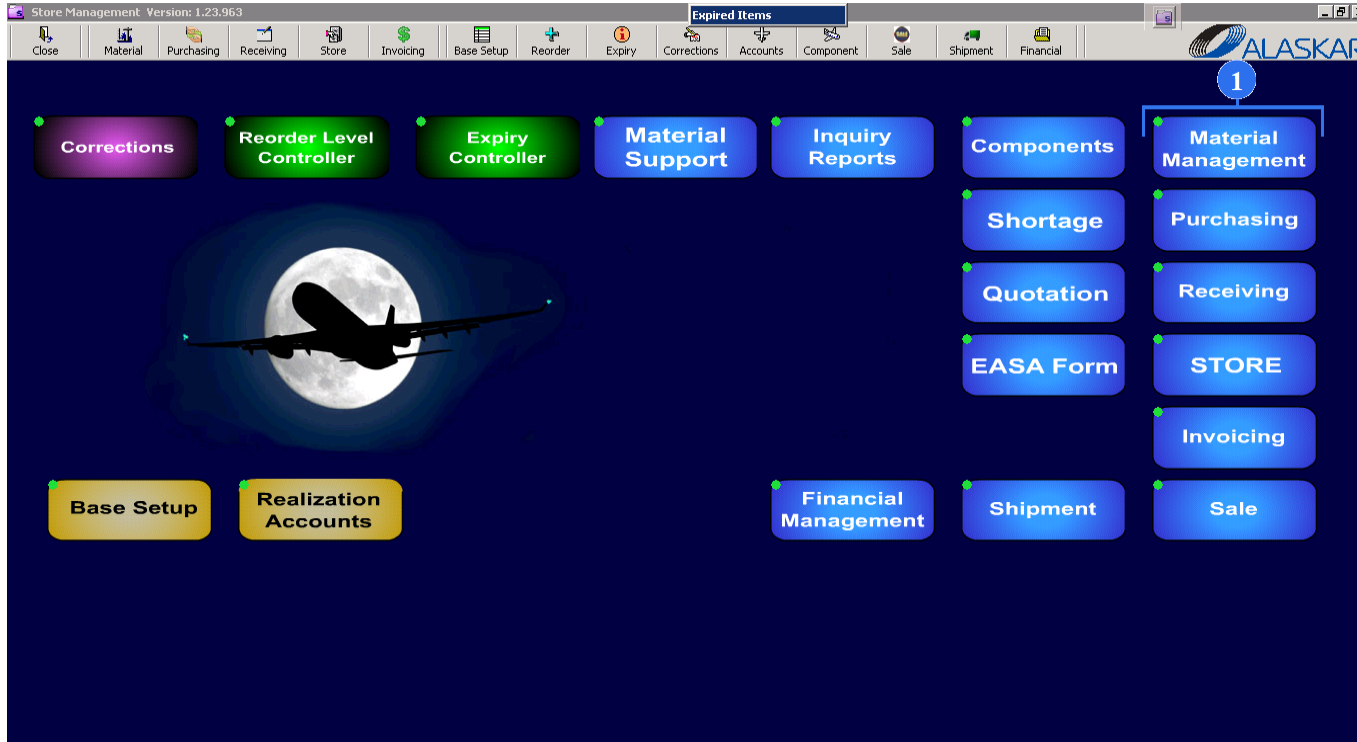 Store Management Version: 1.23.963
Expired Items
Close Material Purchasing Receiving Store Invoicing Base Setup Reorder Expiry Corrections Accounts Component Sale Shipment Financial
ALASKAR
1
Corrections
Reorder Level
Controller
Expiry
Controller
Material
Support
Inquiry
Reports
Components
Material
Management
Shortage
Purchasing
Quotation
Receiving
EASA Form
STORE
Invoicing
Base Setup
Realization
Accounts
Financial
Management
Shipment
Sale